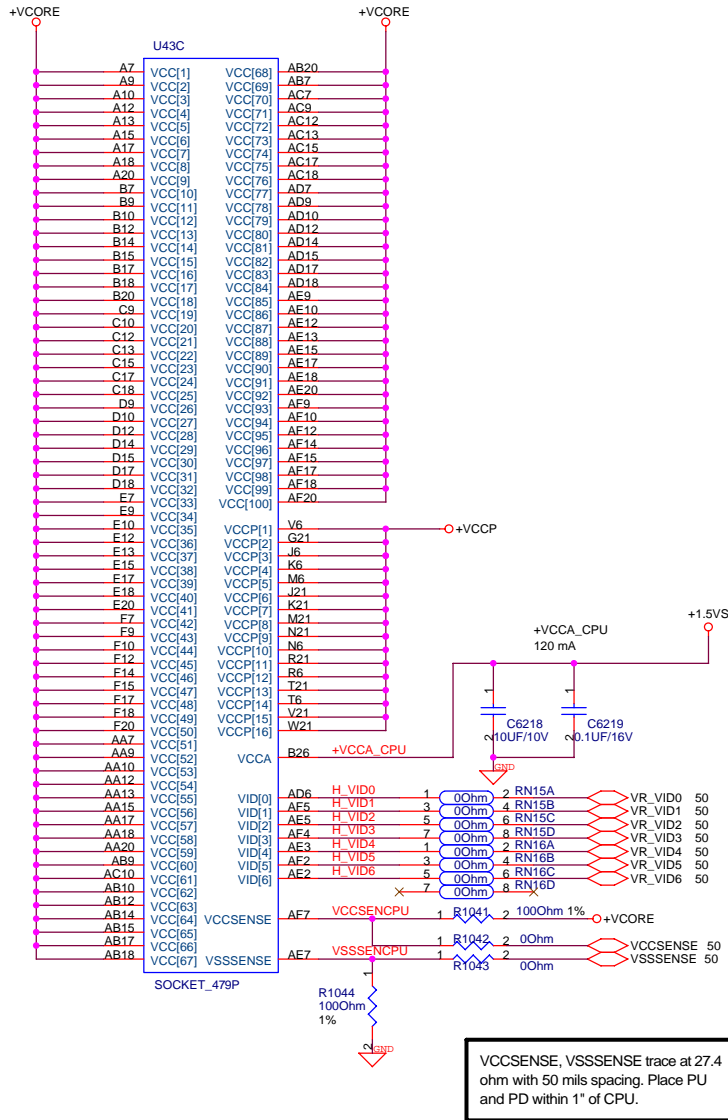 +VCORE +VCORE
U43C
A7 VCC[1] VCC[68] AB20
A9 VCC[2] VCC[69] AB7
A10 VCC[3] VCC[70] AC7
A12 VCC[4] VCC[71] AC9
A13 VCC[5] VCC[72] AC12
A15 VCC[6] VCC[73] AC13
A17 VCC[7] VCC[74] AC15
A18 VCC[8] VCC[75] AC17
A20 VCC[9] VCC[76] AC18
B7 VCC[10] VCC[77] AD7
B9 VCC[11] VCC[78] AD9
B10 VCC[12] VCC[79] AD10
B12 VCC[13] VCC[80] AD12
B14 VCC[14] VCC[81] AD14
B15 VCC[15] VCC[82] AD15
B17 VCC[16] VCC[83] AD17
B18 VCC[17] VCC[84] AD18
B20 VCC[18] VCC[85] AE9
C9 VCC[19] VCC[86] AE10
C10 VCC[20] VCC[87] AE12
C12 VCC[21] VCC[88] AE13
C13 VCC[22] VCC[89] AE15
C15 VCC[23] VCC[90] AE17
C17 VCC[24] VCC[91] AE18
C18 VCC[25] VCC[92] AE20
D9 VCC[26] VCC[93] AF9
D10 VCC[27] VCC[94] AF10
D12 VCC[28] VCC[95] AF12
D14 VCC[29] VCC[96] AF14
D15 VCC[30] VCC[97] AF15
D17 VCC[31] VCC[98] AF17
D18 VCC[32] VCC[99] AF18
E7 VCC[33] VCC[100] AF20
E9 VCC[34]
E10 VCC[35] VCCP[1] V6 +VCCP
E12 VCC[36] VCCP[2] G21
E13 VCC[37] VCCP[3] J6
E15 VCC[38] VCCP[4] K6
E17 VCC[39] VCCP[5] M6
E18 VCC[40] VCCP[6] J21
E20 VCC[41] VCCP[7] K21
F7 VCC[42] VCCP[8] M21
F9 VCC[43] VCCP[9] N21
F10 VCC[44] VCCP[10] N6
F12 VCC[45] VCCP[11] R21
F14 VCC[46] VCCP[12] R6
F15 VCC[47] VCCP[13] T21
F17 VCC[48] VCCP[14] T6
F18 VCC[49] VCCP[15] V21
F20 VCC[50] VCCP[16] W21
+1.5VS
+VCCA_CPU
120 mA
1 1
C6218 C6219
2 10UF/10V 2 0.1UF/16V
GND
AA7 VCC[51]
AA9 VCC[52] VCCA B26 +VCCA_CPU
AA10 VCC[53]
AA12 VCC[54]
AA13 VCC[55] VID[0] AD6 H_VID0 1 0Ohm 2 RN15A VR_VID0 50
AA15 VCC[56] VID[1] AF5 H_VID1 3 0Ohm 4 RN15B VR_VID1 50
AA17 VCC[57] VID[2] AE5 H_VID2 5 0Ohm 6 RN15C VR_VID2 50
AA18 VCC[58] VID[3] AF4 H_VID3 7 0Ohm 8 RN15D VR_VID3 50
AA20 VCC[59] VID[4] AE3 H_VID4 1 0Ohm 2 RN16A VR_VID4 50
AB9 VCC[60] VID[5] AF2 H_VID5 3 0Ohm 4 RN16B VR_VID5 50
AC10 VCC[61] VID[6] AE2 H_VID6 5 0Ohm 6 RN16C VR_VID6 50
AB10 VCC[62] 7 0Ohm 8 RN16D
AB12 VCC[63]
AB14 VCC[64] VCCSENSE AF7 VCCSENCPU 1 R1041 2 100Ohm 1% +VCORE
AB15 VCC[65]
AB17 VCC[66] 1 R1042 2 0Ohm VCCSENSE 50
AB18 VCC[67] VSSSENSE AE7 VSSSENCPU 1 R1043 2 0Ohm VSSSENSE 50
SOCKET_479P
1
R1044
100Ohm
1%
2
GND
VCCSENSE, VSSSENSE trace at 27.4
ohm with 50 mils spacing. Place PU
and PD within 1" of CPU.